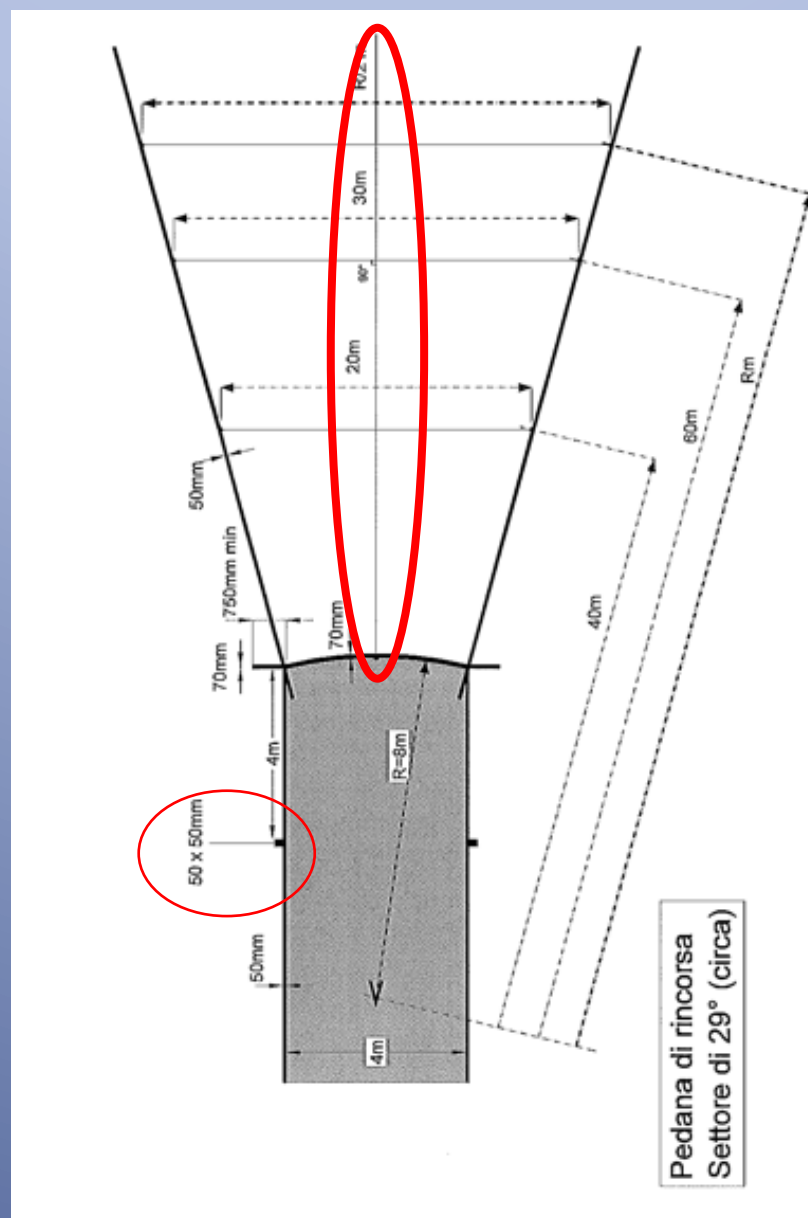 30m
90°
20m
50mm
750mm min
70mm
70mm
4m
50 x 50mm
50mm
R=8m
4m
40m
60m
Rm
Pedana di rincorsa
Settore di 29° (circa)